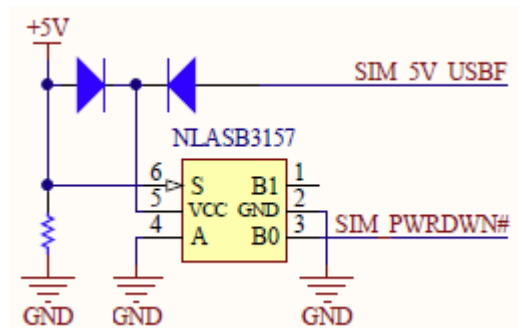 +5V
SIM_5V_USBF
NLASB3157
6 S B1 1
5 VCC GND 2
4 A B0 3
SIM_PWRDWN#
GND GND GND